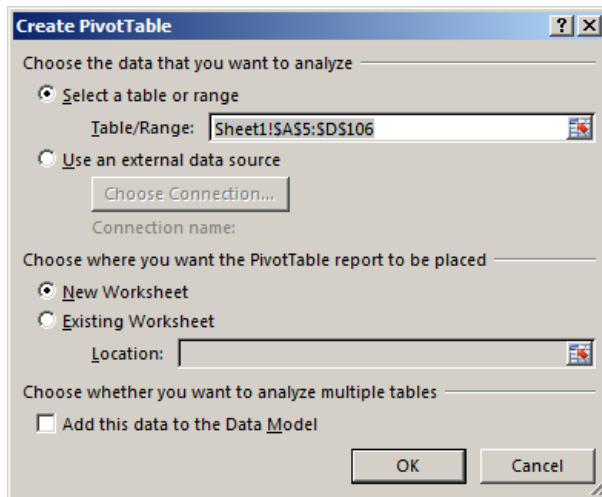 Create PivotTable
Choose the data that you want to analyze
Select a table or range
Table/Range: Sheet1!$A$5:$D$106
Use an external data source
Choose Connection...
Connection name:
Choose where you want the PivotTable report to be placed
New Worksheet
Existing Worksheet
Location:
Choose whether you want to analyze multiple tables
Add this data to the Data Model
OK Cancel